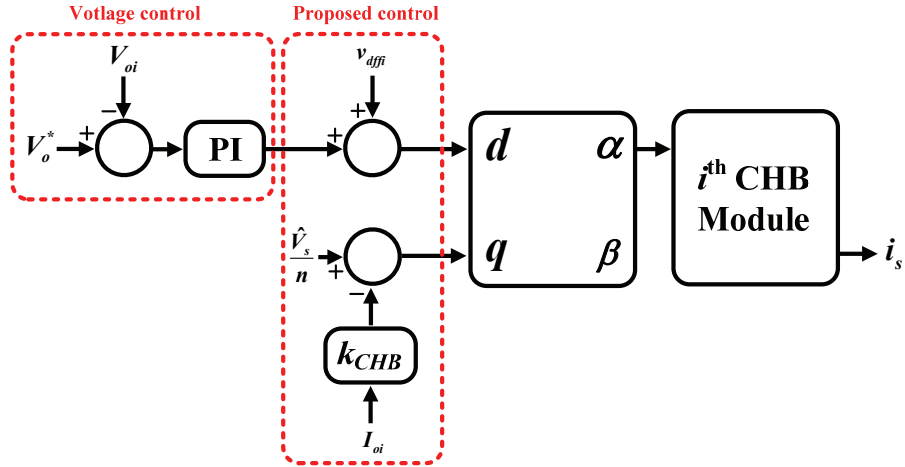 Votlage control
Proposed control
V_oi
v_dffi
−
+
V_o^*
+
PI
+
d
α
i^th CHB
Module
V̂_s
n
+
−
q
β
i_s
k_CHB
I_oi